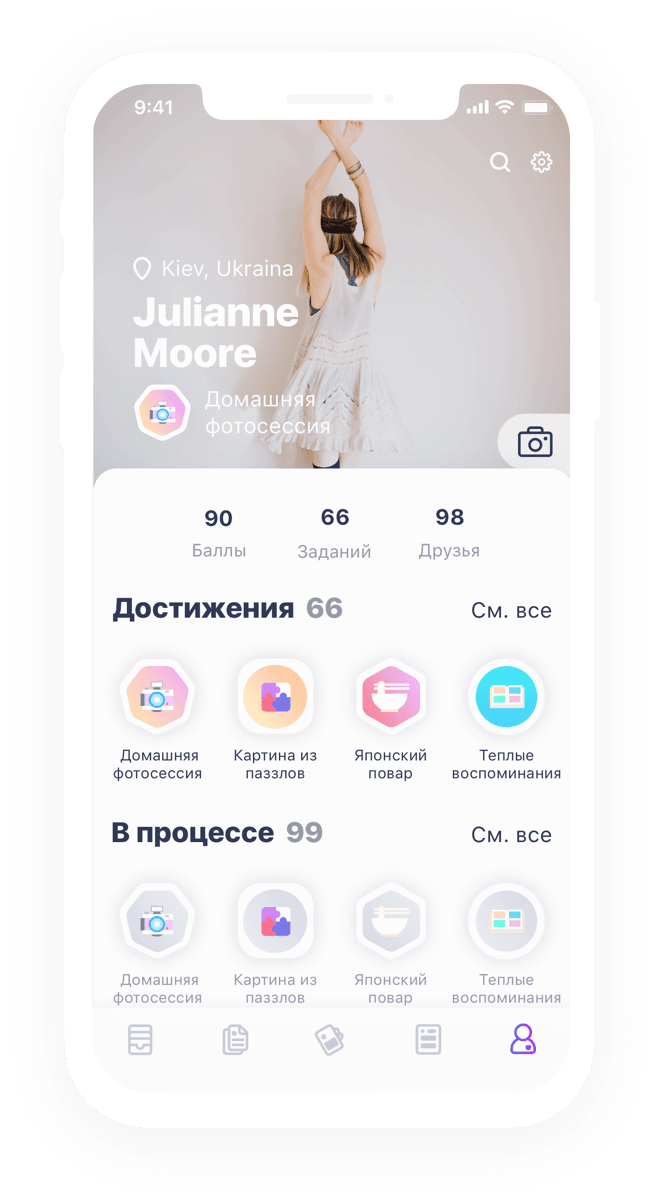 9:41
Kiev, Ukraina
Julianne
Moore
Домашняя
фотосессия
90 66 98
Баллы Заданий Друзья
Достижения 66 См. все
Домашняя Картина из Японский Теплые
фотосессия паззлов повар воспоминания
В процессе 99 См. все
Домашняя Картина из Японский Теплые
фотосессия паззлов повар воспоминания